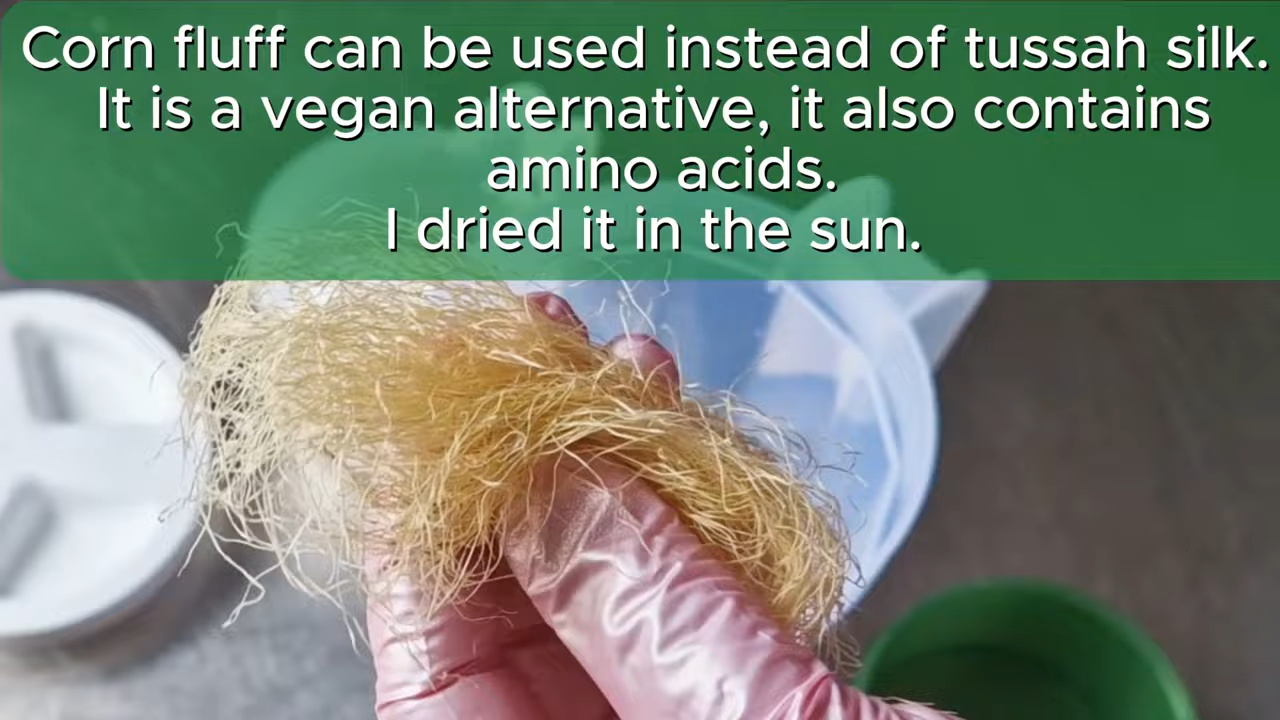 Corn fluff can be used instead of tussah silk.
It is a vegan alternative, it also contains
amino acids.
I dried it in the sun.